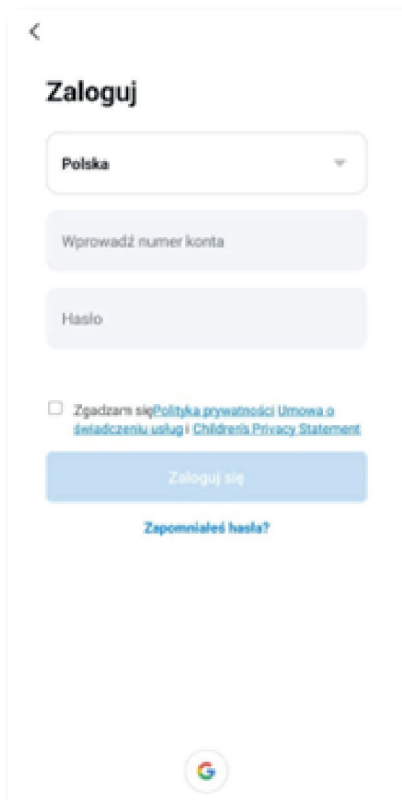 Zaloguj
Polska
Wprowadź numer konta
Hasło
Zgadzam sięPolityka prywatności Umowa o
świadczeniu usług i Children's Privacy Statement
Zaloguj się
Zapomniałeś hasła?